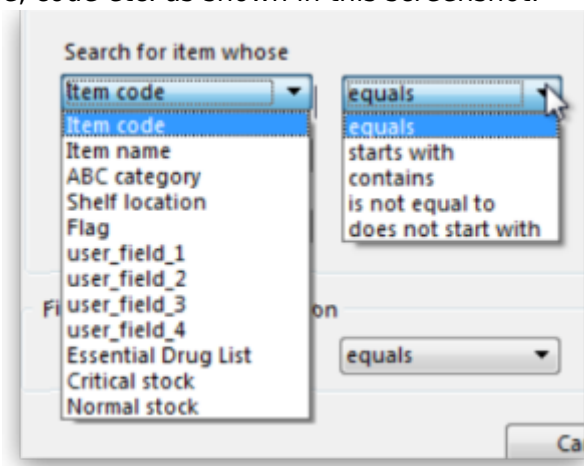 Search for item whose
Item code
equals
Item code
Item name
ABC category
Shelf location
Flag
user_field_1
user_field_2
user_field_3
user_field_4
Essential Drug List
Critical stock
Normal stock
equals
starts with
contains
is not equal to
does not start with
Fi
on
equals
Ca